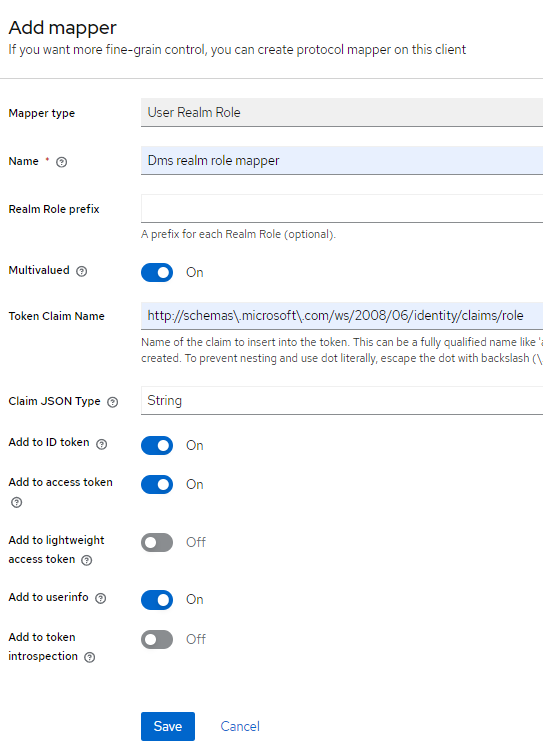 Add mapper
If you want more fine-grain control, you can create protocol mapper on this client
Mapper type
User Realm Role
Name *
Dms realm role mapper
Realm Role prefix
A prefix for each Realm Role (optional).
Multivalued
On
Token Claim Name
http://schemas\.microsoft\.com/ws/2008/06/identity/claims/role
Name of the claim to insert into the token. This can be a fully qualified name like
created. To prevent nesting and use dot literally, escape the dot with backslash (\
Claim JSON Type
String
Add to ID token
On
Add to access token
On
Add to lightweight
access token
Off
Add to userinfo
On
Add to token
introspection
Off
Save
Cancel